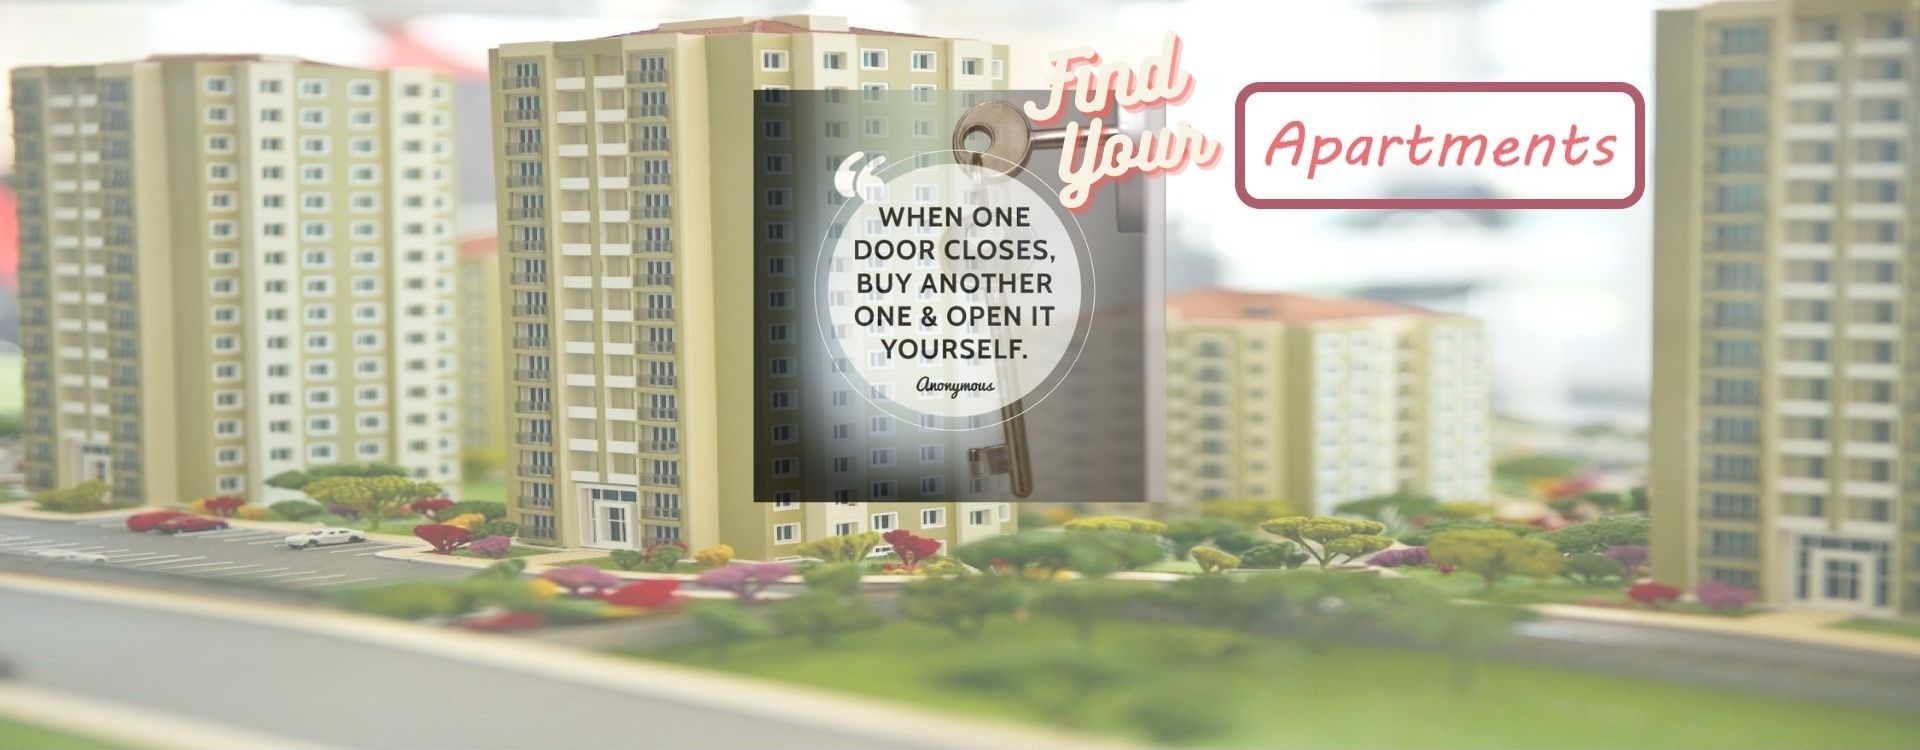 Find
Your
Apartments
“
WHEN ONE
DOOR CLOSES,
BUY ANOTHER
ONE & OPEN IT
YOURSELF.
Anonymous